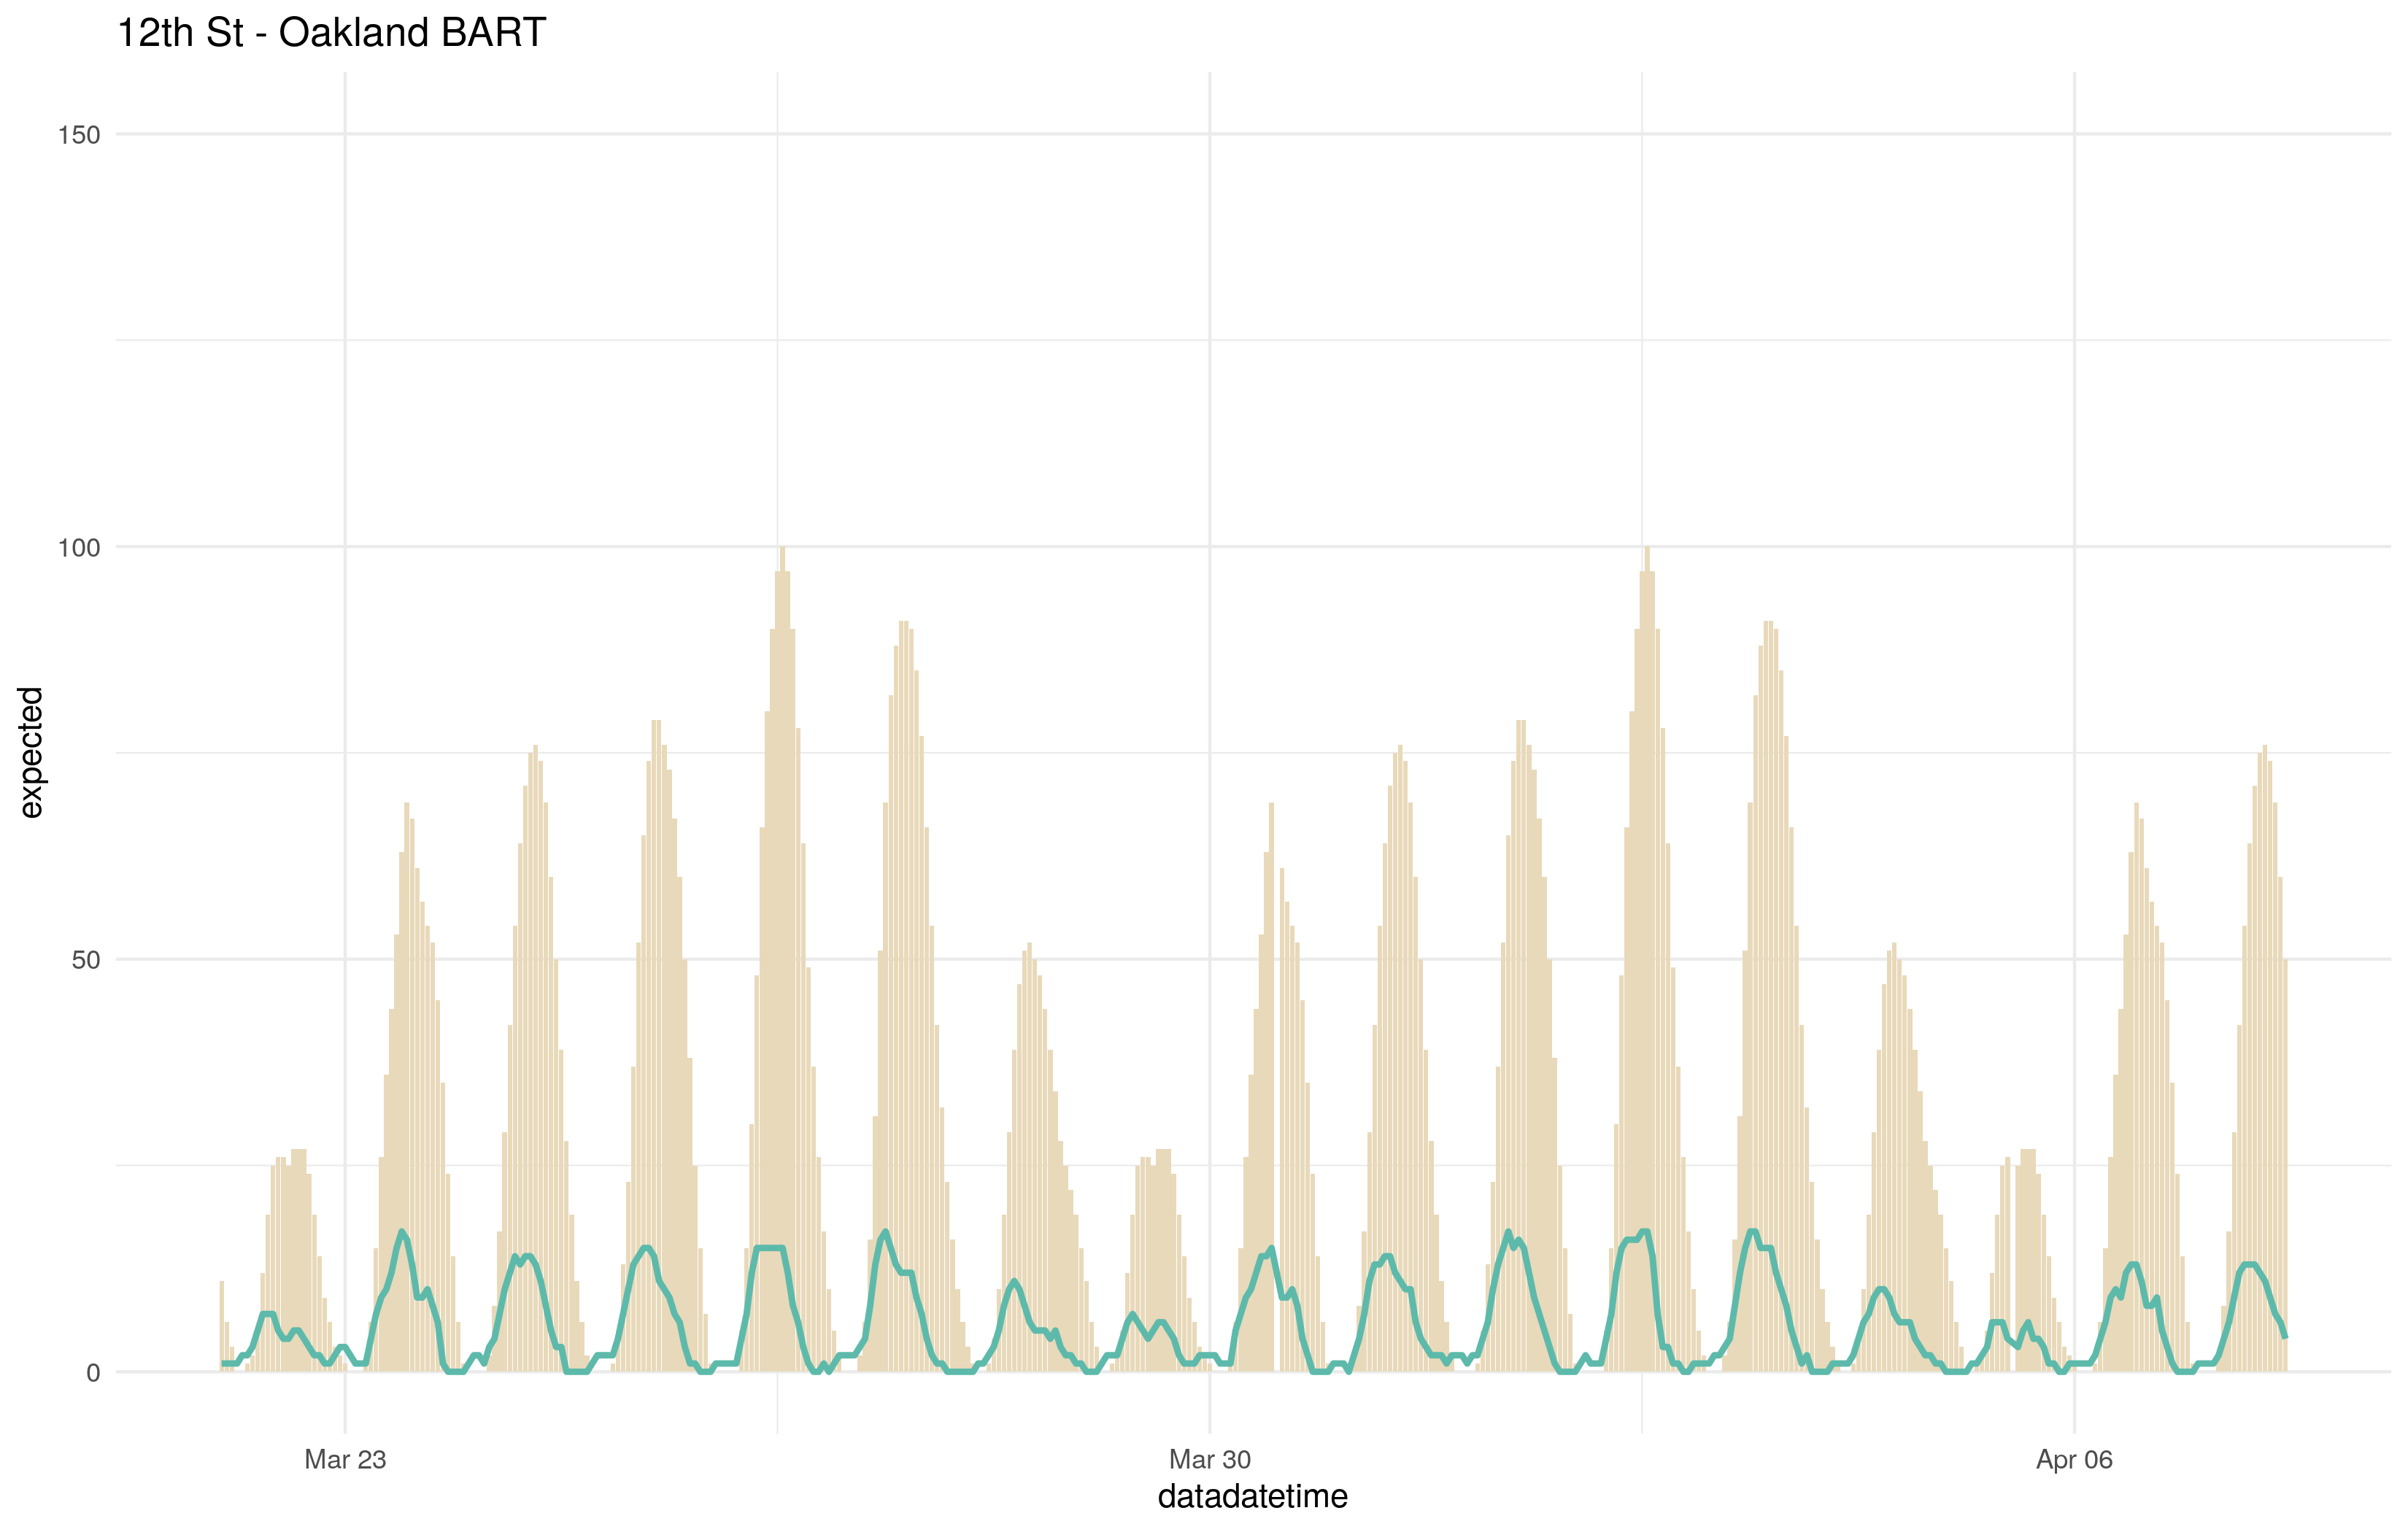 12th St - Oakland BART
150
100
50
0
expected
Mar 23
Mar 30
Apr 06
datadatetime